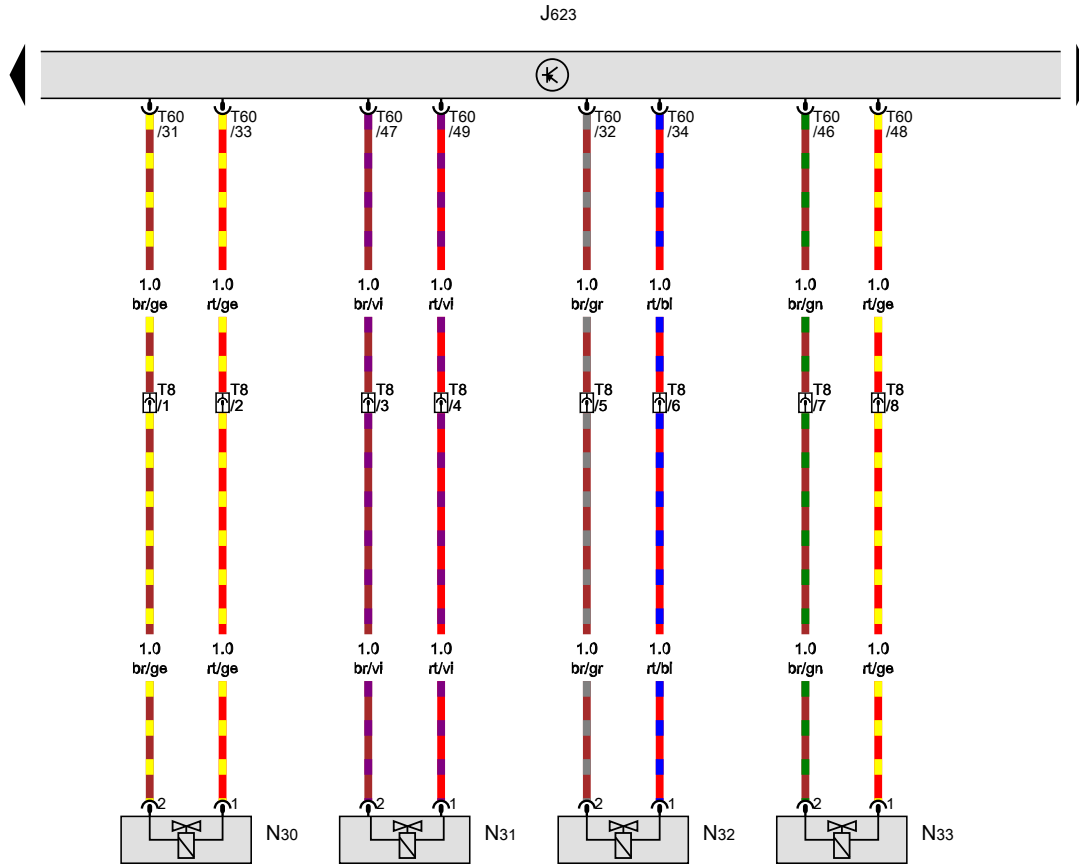 J623
T60 T60 T60 T60 T60 T60 T60 T60
/31 /33 /47 /49 /32 /34 /46 /48
1.0 1.0 1.0 1.0 1.0 1.0 1.0 1.0
br/ge rt/ge br/vi rt/vi br/gr rt/bl br/gn rt/ge
T8 T8 T8 T8 T8 T8 T8 T8
/1 /2 /3 /4 /5 /6 /7 /8
1.0 1.0 1.0 1.0 1.0 1.0 1.0 1.0
br/ge rt/ge br/vi rt/vi br/gr rt/bl br/gn rt/ge
2 1 2 1 2 1 2 1
N30 N31 N32 N33